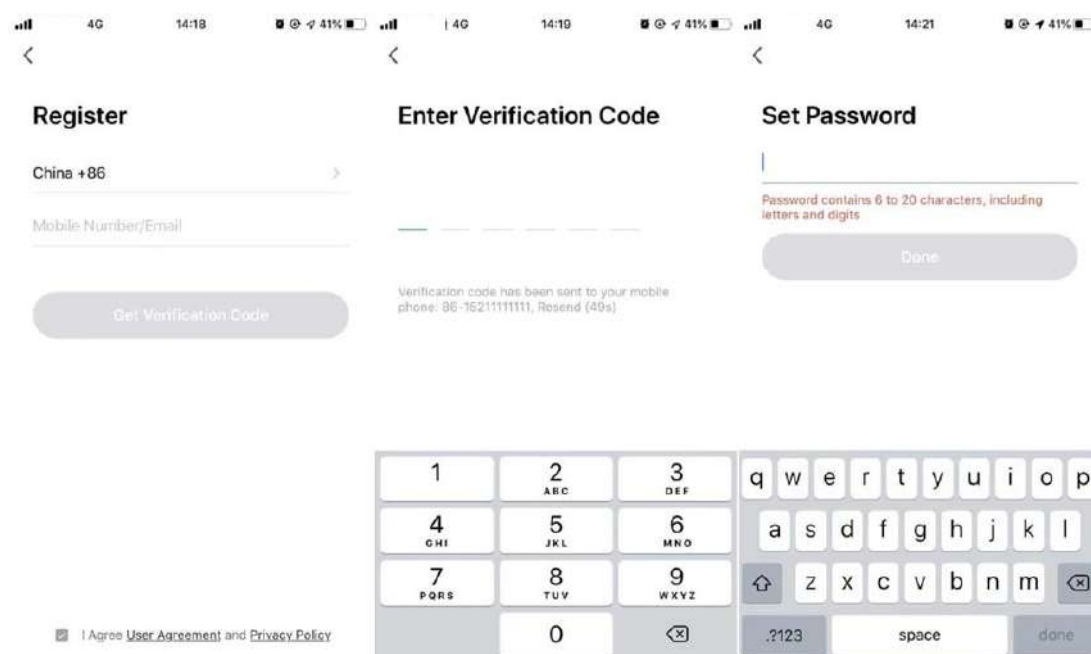 4G 14:18 41%
Register
China +86
Mobile Number/Email
Get Verification Code
I Agree User Agreement and Privacy Policy
4G 14:19 41%
Enter Verification Code
Verification code has been sent to your mobile
phone: 86-15211111111, Resend (49s)
1 2 3
ABC DEF
4 5 6
GHI JKL MNO
7 8 9
PQRS TUV WXYZ
0
4G 14:21 41%
Set Password
Password contains 6 to 20 characters, including
letters and digits
Done
q w e r t y u i o p
a s d f g h j k l
z x c v b n m
.?123 space done